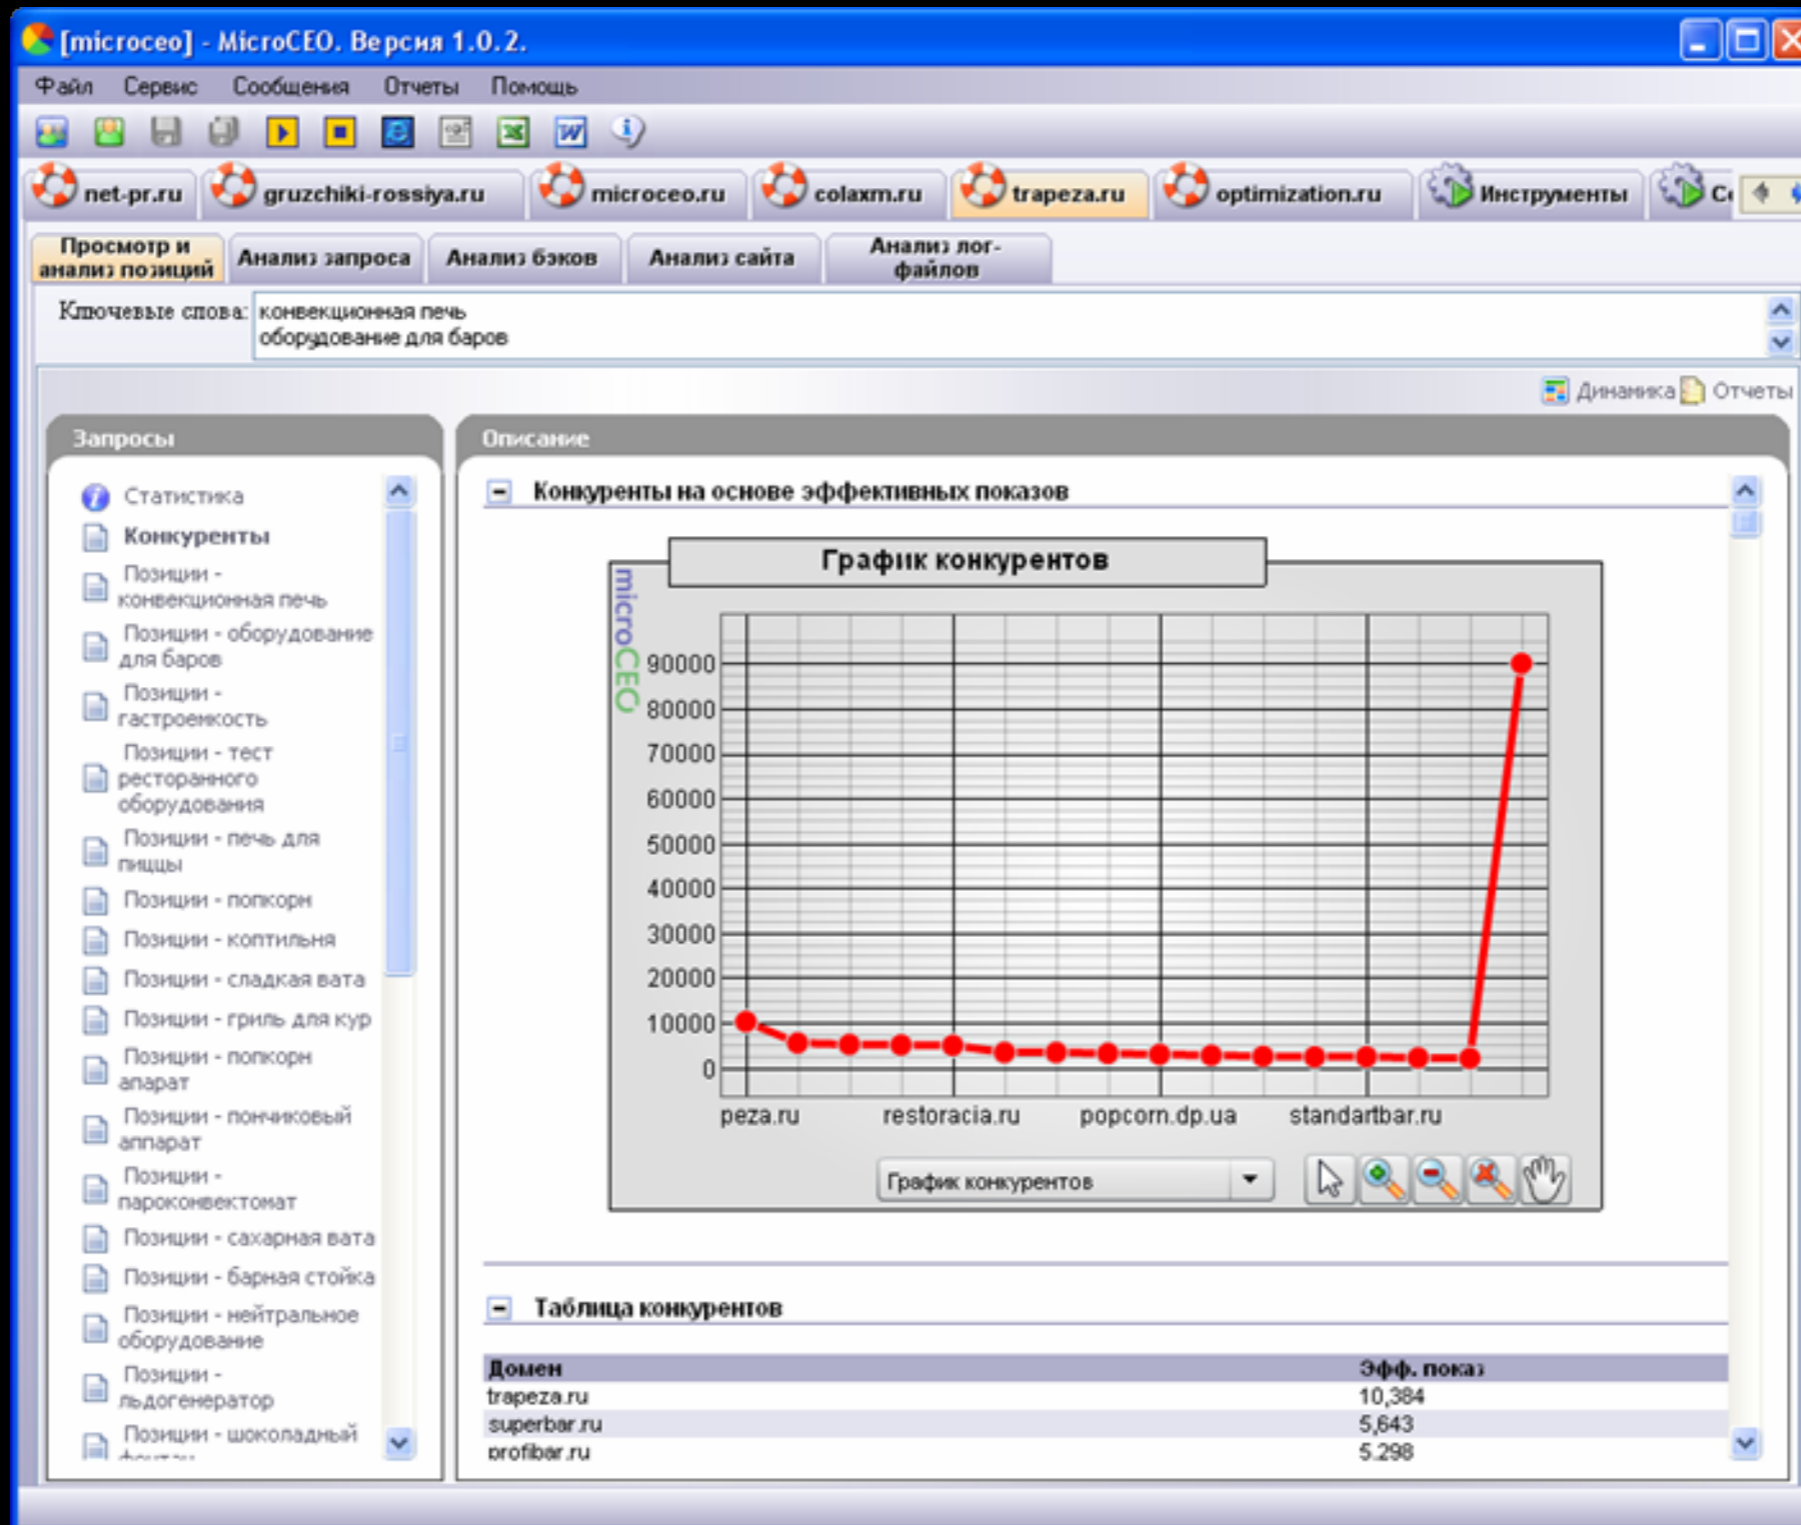 [microceo] - MicroCEO. Версия 1.0.2.
Файл Сервис Сообщения Отчеты Помощь
net-pr.ru gruzchiki-rossiya.ru microceo.ru colaxm.ru trapeza.ru optimization.ru Инструменты
Просмотр и анализ позиций
Анализ запроса
Анализ бэков
Анализ сайта
Анализ лог-файлов
Ключевые слова:
конвекционная печь
оборудование для баров
Динамика Отчеты
Запросы
Статистика
Конкуренты
Позиции -
конвекционная печь
Позиции - оборудование
для баров
Позиции -
гастроемкость
Позиции - тест
ресторанного
оборудования
Позиции - печь для
пиццы
Позиции - попкорн
Позиции - коптильня
Позиции - сладкая вата
Позиции - гриль для кур
Позиции - попкорн
апарат
Позиции - пончиковый
аппарат
Позиции -
пароконвектомат
Позиции - сахарная вата
Позиции - барная стойка
Позиции - нейтральное
оборудование
Позиции -
льдогенератор
Позиции - шоколадный
Описание
Конкуренты на основе эффективных показов
График конкурентов
microCEO
90000
80000
70000
60000
50000
40000
30000
20000
10000
0
peza.ru restoracia.ru popcorn.dp.ua standartbar.ru
График конкурентов
Таблица конкурентов
Домен Эфф. показ
trapeza.ru 10,384
superbar.ru 5,643
profibar.ru 5.298